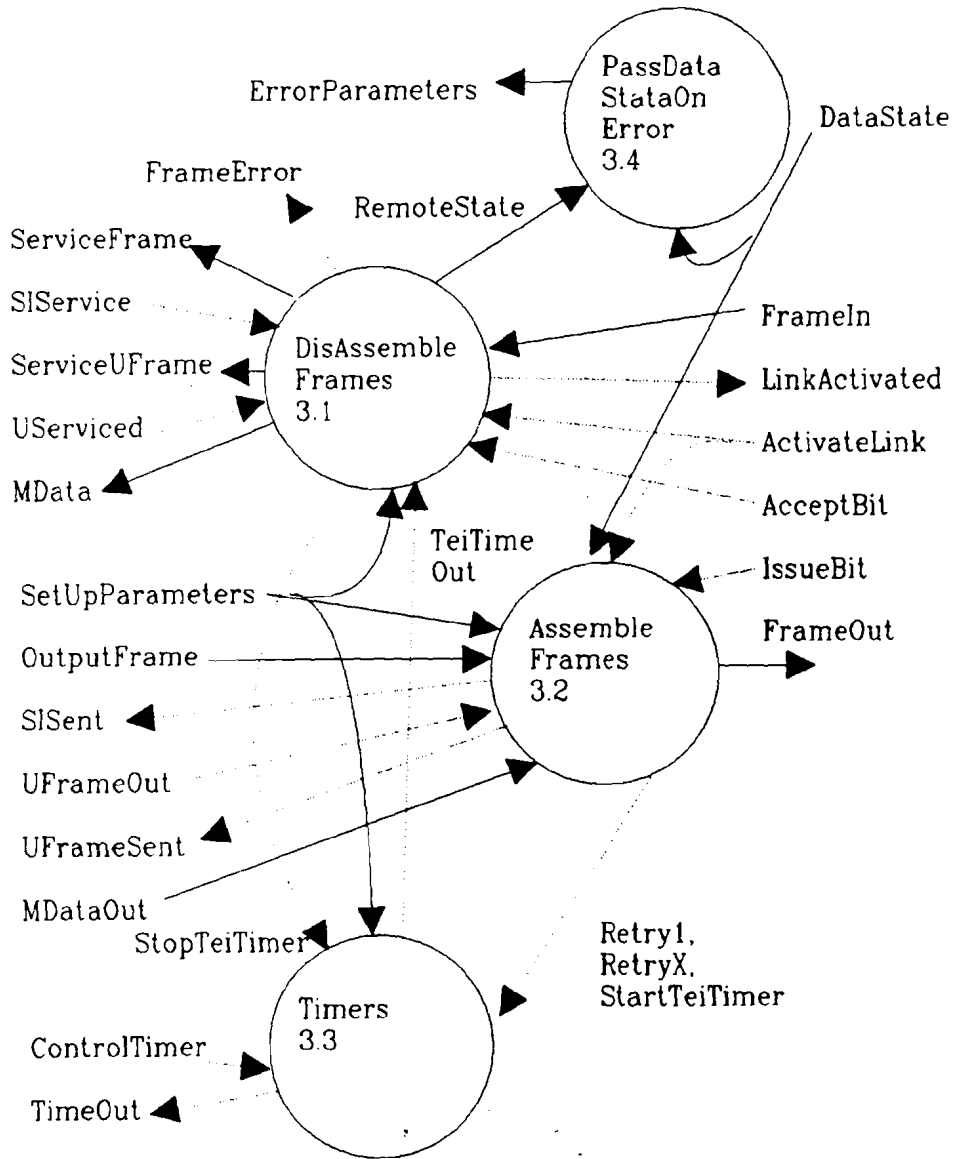 PassData
StataOn
Error
3.4
ErrorParameters
DataState
FrameError
RemoteState
ServiceFrame
SIService
FrameIn
DisAssemble
Frames
3.1
ServiceUFrame
LinkActivated
UServiced
ActivateLink
MData
AcceptBit
TeiTime
Out
IssueBit
SetUpParameters
Assemble
Frames
3.2
FrameOut
OutputFrame
SISent
UFrameOut
UFrameSent
MDataOut
StopTeiTimer
Retry1,
RetryX,
StartTeiTimer
Timers
3.3
ControlTimer
TimeOut